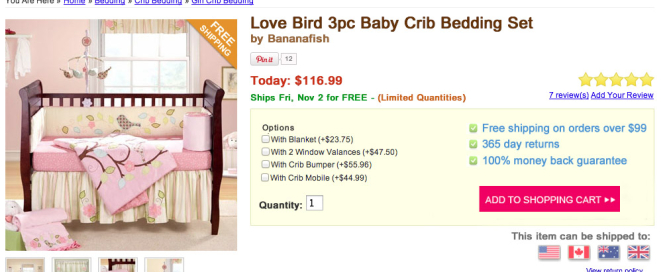 You Are Here » Home » Bedding » Crib Bedding » Girl Crib Bedding
FREE
SHIPPING
Love Bird 3pc Baby Crib Bedding Set
by Bananafish
Pin it 12
Today: $116.99
Ships Fri, Nov 2 for FREE - (Limited Quantities)
7 review(s) Add Your Review
Options
With Blanket (+$23.75)
With 2 Window Valances (+$47.50)
With Crib Bumper (+$55.96)
With Crib Mobile (+$44.99)
Quantity: 1
Free shipping on orders over $99
365 day returns
100% money back guarantee
ADD TO SHOPPING CART ►►
This item can be shipped to:
View return policy